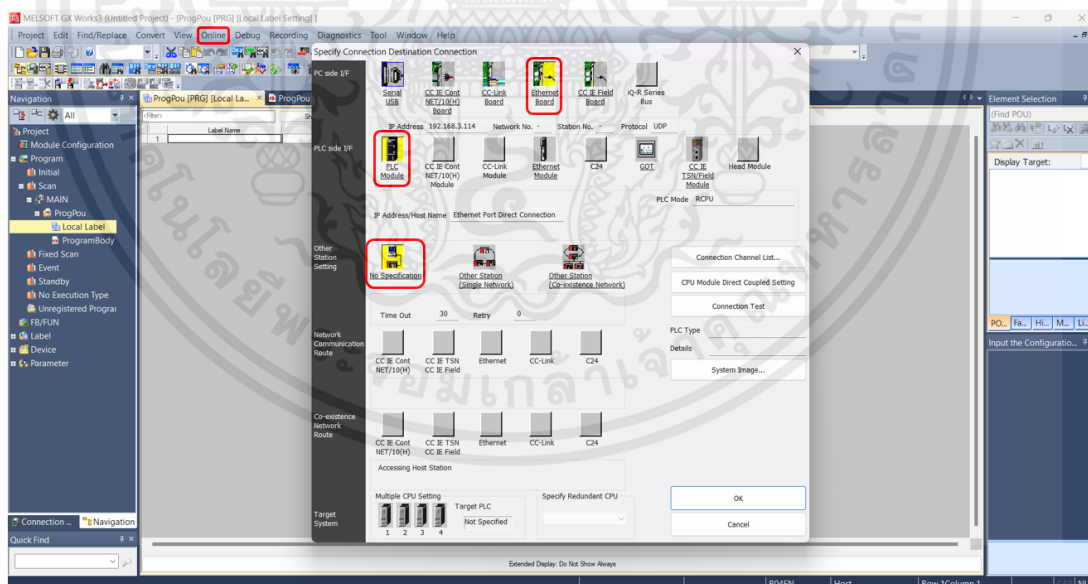 MELSOFT GX Works3 (Untitled Project) - [ProgPou [PRG] [Local Label Setting] ]
Project Edit Find/Replace Convert View Online Debug Recording Diagnostics Tool Window Help
Navigation
ProgPou [PRG] [Local La...
ProgPou
Element Selection
All
<Filter>
(Find POU)
Label Name
1
Display Target:
Project
Module Configuration
Program
Initial
Scan
MAIN
ProgPou
Local Label
ProgramBody
Fixed Scan
Event
Standby
No Execution Type
Unregistered Program
FB/FUN
Label
Device
Parameter
Specify Connection Destination Connection
PC side I/F
Serial USB
CC IE Cont NET/10(H) Board
CC-Link Board
Ethernet Board
CC IE Field Board
iQ-R Series Bus
IP Address 192.168.3.114 Network No. - Station No. - Protocol UDP
PLC side I/F
PLC Module
CC IE Cont NET/10(H) Module
CC-Link Module
Ethernet Module
C24
GOT
CC IE TSN/Field Module
Head Module
PLC Mode RCPU
IP Address/Host Name Ethernet Port Direct Connection
Other Station Setting
No Specification
Other Station (Single Network)
Other Station (Co-existence Network)
Connection Channel List...
CPU Module Direct Coupled Setting
Time Out 30 Retry 0
Connection Test
Network Communication Route
PLC Type
Details
CC IE Cont NET/10(H)
CC IE TSN CC IE Field
Ethernet
CC-Link
C24
System Image...
Co-existence Network Route
CC IE Cont NET/10(H)
CC IE TSN CC IE Field
Ethernet
CC-Link
C24
Accessing Host Station
Target System
Multiple CPU Setting
Target PLC
Not Specified
1 2 3 4
Specify Redundant CPU
OK
Cancel
PO... Fa... Hi... M... Li...
Input the Configuratio...
Connection ... Navigation
Quick Find
Extended Display: Do Not Show Always
R04EN Host Row 1Column 1